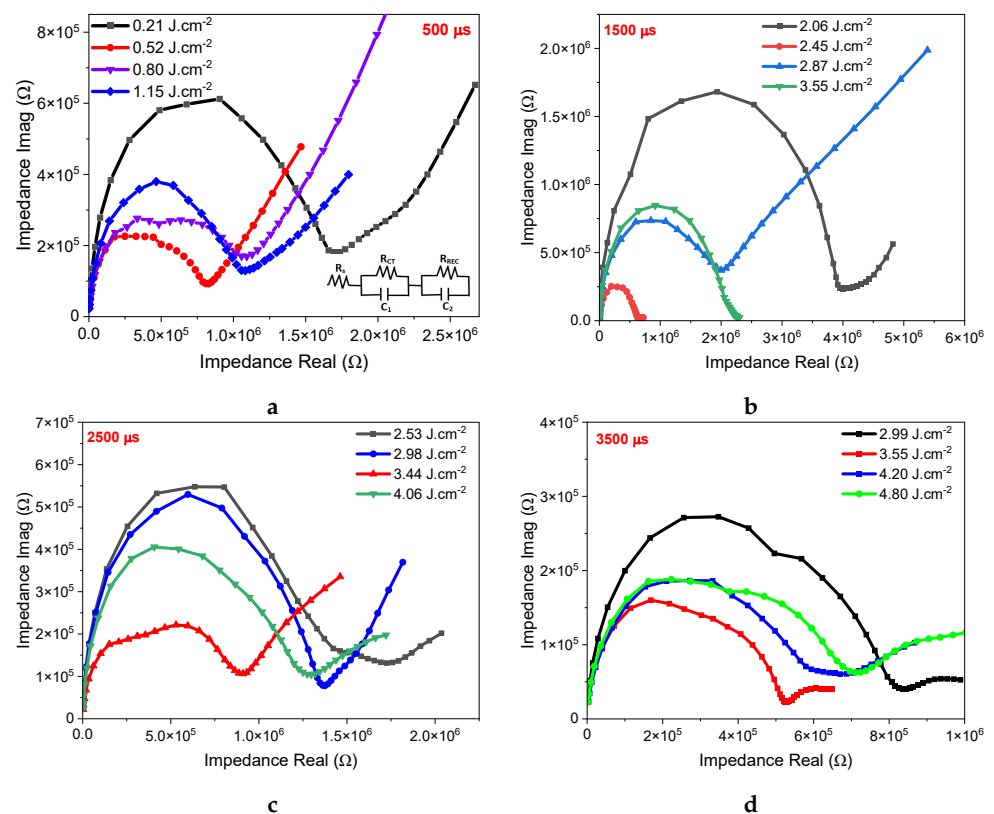 500 µs
0.21 J.cm⁻²
0.52 J.cm⁻²
0.80 J.cm⁻²
1.15 J.cm⁻²
Impedance Imag (Ω)
8×10⁵
6×10⁵
4×10⁵
2×10⁵
0
R_S
R_CT
C_1
R_REC
C_2
0.0
5.0×10⁵
1.0×10⁶
1.5×10⁶
2.0×10⁶
2.5×10⁶
Impedance Real (Ω)
a
1500 µs
2.06 J.cm⁻²
2.45 J.cm⁻²
2.87 J.cm⁻²
3.55 J.cm⁻²
Impedance Imag (Ω)
2.0×10⁶
1.5×10⁶
1.0×10⁶
5.0×10⁵
0.0
0
1×10⁶
2×10⁶
3×10⁶
4×10⁶
5×10⁶
6×10⁶
Impedance Real (Ω)
b
2500 µs
2.53 J.cm⁻²
2.98 J.cm⁻²
3.44 J.cm⁻²
4.06 J.cm⁻²
Impedance Imag (Ω)
7×10⁵
6×10⁵
5×10⁵
4×10⁵
3×10⁵
2×10⁵
1×10⁵
0
0.0
5.0×10⁵
1.0×10⁶
1.5×10⁶
2.0×10⁶
Impedance Real (Ω)
c
3500 µs
2.99 J.cm⁻²
3.55 J.cm⁻²
4.20 J.cm⁻²
4.80 J.cm⁻²
Impedance Imag (Ω)
4×10⁵
3×10⁵
2×10⁵
1×10⁵
0
0
2×10⁵
4×10⁵
6×10⁵
8×10⁵
1×10⁶
Impedance Real (Ω)
d